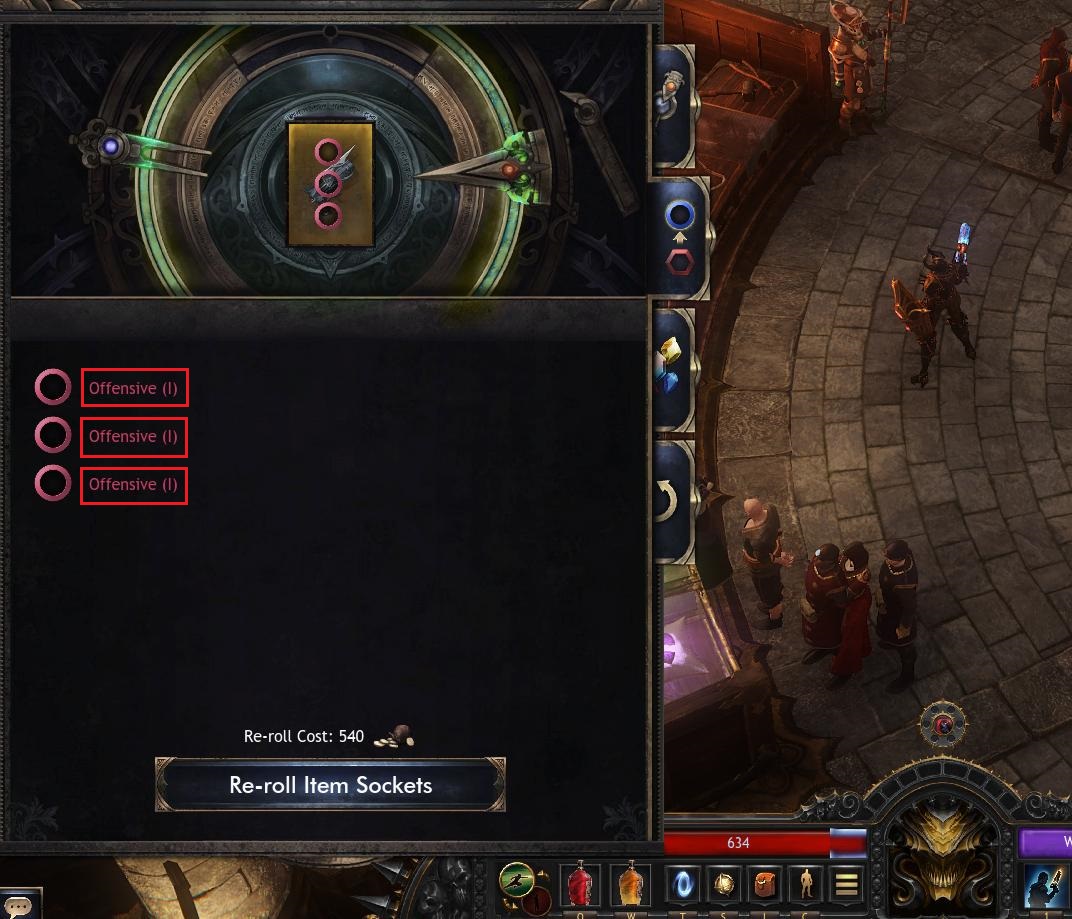 Offensive (I)
Offensive (I)
Offensive (I)
Re-roll Cost: 540
Re-roll Item Sockets
634
W